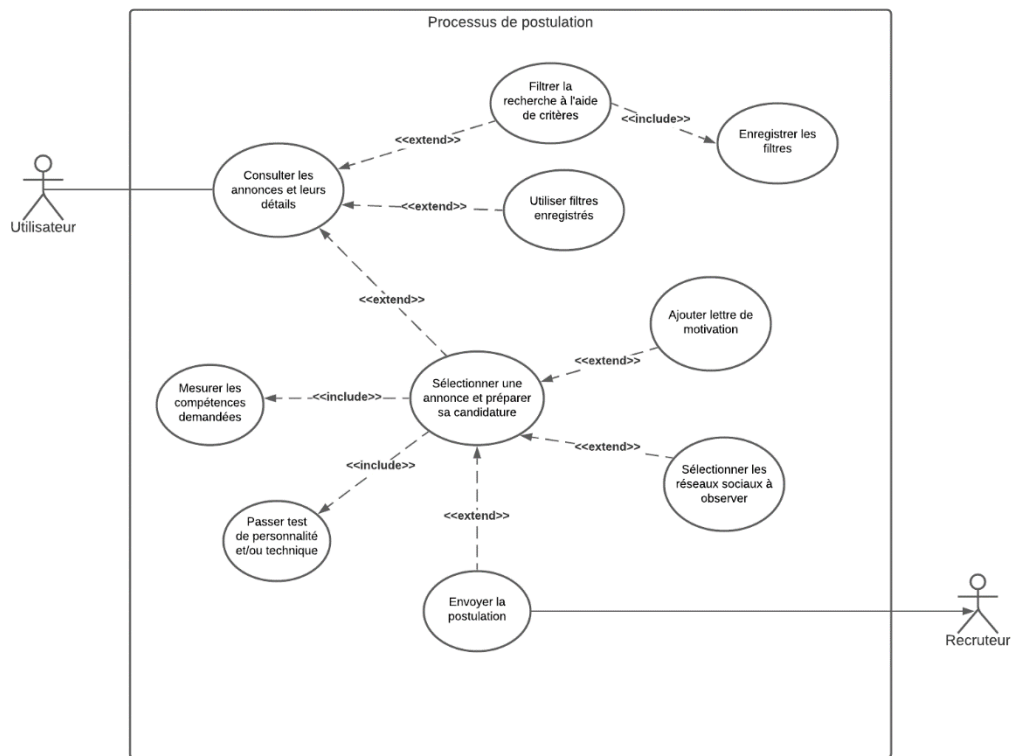 Processus de postulation
Filtrer la
recherche à l'aide
de critères
<<include>>
Enregistrer les
filtres
<<extend>>
Consulter les
annonces et leurs
détails
Utilisateur
<<extend>>
Utiliser filtres
enregistrés
<<extend>>
Ajouter lettre de
motivation
<<extend>>
Sélectionner une
annonce et préparer
sa candidature
<<include>>
Mesurer les
compétences
demandées
<<extend>>
Sélectionner les
réseaux sociaux à
observer
<<include>>
Passer test
de personnalité
et/ou technique
<<extend>>
Envoyer la
postulation
Recruteur